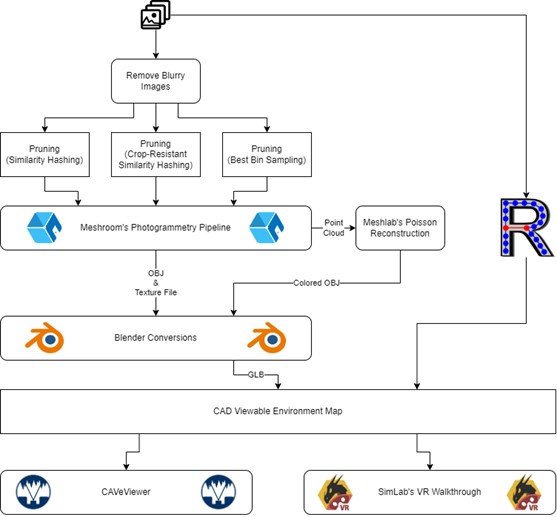 Remove Blurry
Images
Pruning
(Similarity Hashing)
Pruning
(Crop-Resistant
Similarity Hashing)
Pruning
(Best Bin Sampling)
Meshroom's Photogrammetry Pipeline
Point
Cloud
Meshlab's Poisson
Reconstruction
R
OBJ
&
Texture File
Colored OBJ
Blender Conversions
GLB
CAD Viewable Environment Map
CAVeViewer
SimLab's VR Walkthrough
VR
VR